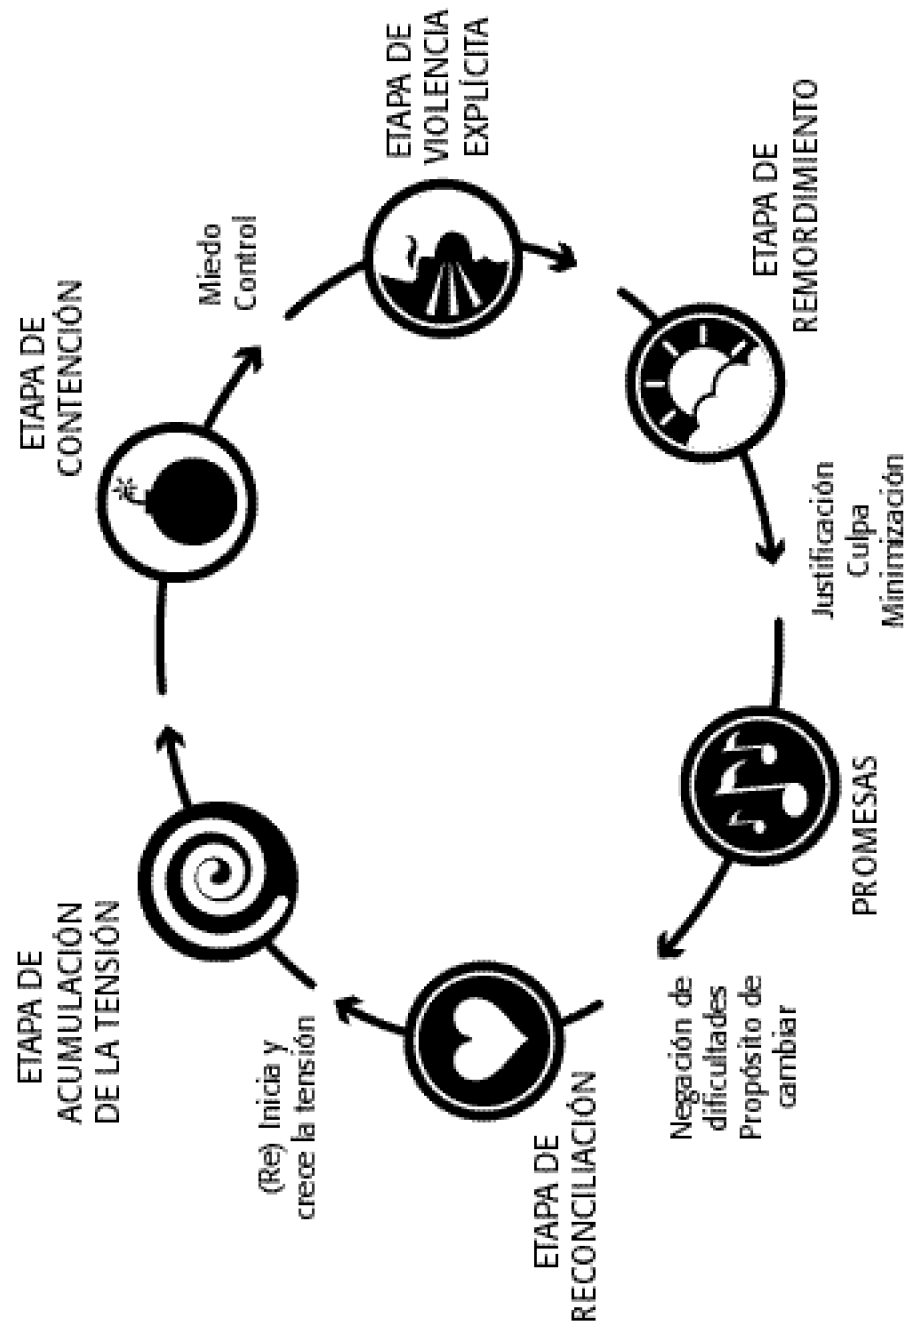 ETAPA DE
ACUMULACIÓN
DE LA TENSIÓN
ETAPA DE
CONTENCIÓN
Miedo
Control
ETAPA DE
VIOLENCIA
EXPLÍCITA
ETAPA DE
REMORDIMIENTO
Justificación
Culpa
Minimización
PROMESAS
Negación de
dificultades
Propósito de
cambiar
ETAPA DE
RECONCILIACIÓN
(Re) Inicia y
crece la tensión